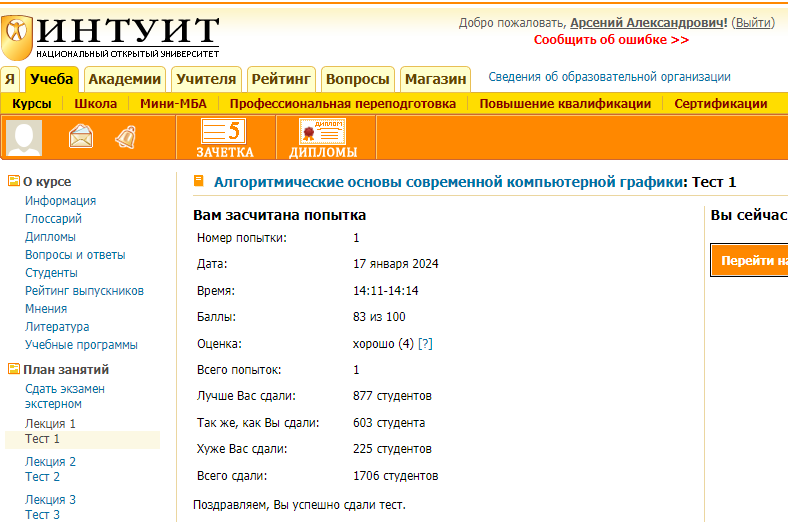 ИНТУИТ
НАЦИОНАЛЬНЫЙ ОТКРЫТЫЙ УНИВЕРСИТЕТ
Добро пожаловать, Арсений Александрович! (Выйти)
Сообщить об ошибке >>
Я Учеба Академии Учителя Рейтинг Вопросы Магазин Сведения об образовательной организации
Курсы Школа Мини-МБА Профессиональная переподготовка Повышение квалификации Сертификации
5 ДИПЛОМ
ЗАЧЕТКА ДИПЛОМЫ
О курсе
Информация
Глоссарий
Дипломы
Вопросы и ответы
Студенты
Рейтинг выпускников
Мнения
Литература
Учебные программы
План занятий
Сдать экзамен
экстерном
Лекция 1
Тест 1
Лекция 2
Тест 2
Лекция 3
Тест 3
Алгоритмические основы современной компьютерной графики: Тест 1
Вам засчитана попытка
Номер попытки: 1
Дата: 17 января 2024
Время: 14:11-14:14
Баллы: 83 из 100
Оценка: хорошо (4) [?]
Всего попыток: 1
Лучше Вас сдали: 877 студентов
Так же, как Вы сдали: 603 студента
Хуже Вас сдали: 225 студентов
Всего сдали: 1706 студентов
Поздравляем, Вы успешно сдали тест.
Вы сейчас
Перейти на